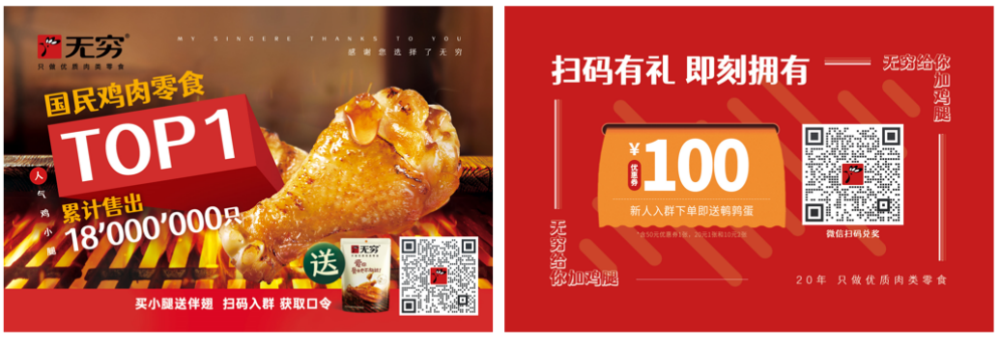 无穷®
只做优质肉类零食
MY SINCERE THANKS TO YOU
感谢您选择了无穷
国民鸡肉零食
TOP1
人气鸡小腿
累计售出
18'000'000只
送
无穷
买小腿送伴翅 扫码入群 获取口令
扫码有礼 即刻拥有
无穷给你加鸡腿
¥100
优惠券
新人入群下单即送鹌鹑蛋
*含50元优惠券1张、20元1张和10元3张
微信扫码兑奖
无穷给你加鸡腿
20年 只做优质肉类零食